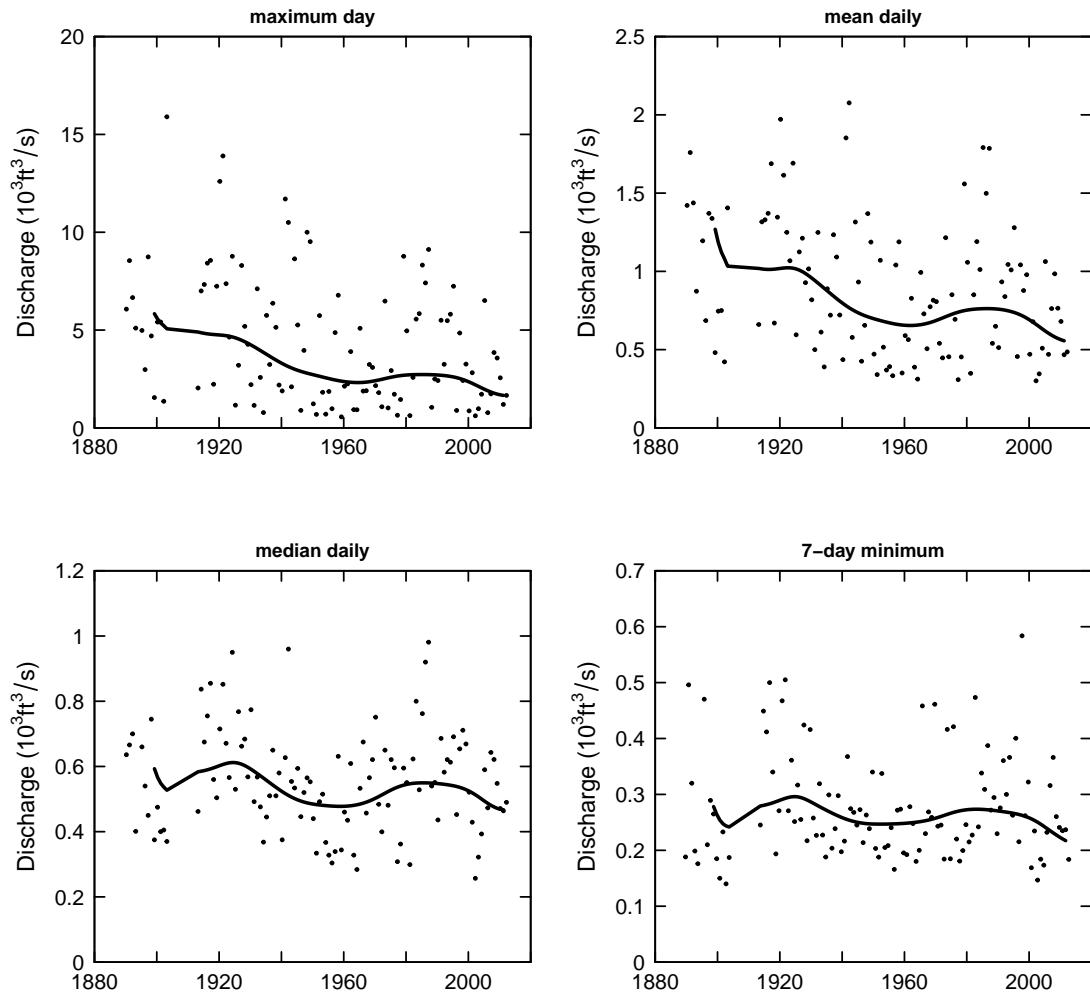 maximum day
20
15
10
5
0
Discharge (10³ft³/s)
1880 1920 1960 2000
mean daily
2.5
2
1.5
1
0.5
0
Discharge (10³ft³/s)
1880 1920 1960 2000
median daily
1.2
1
0.8
0.6
0.4
0.2
0
Discharge (10³ft³/s)
1880 1920 1960 2000
7−day minimum
0.7
0.6
0.5
0.4
0.3
0.2
0.1
0
Discharge (10³ft³/s)
1880 1920 1960 2000